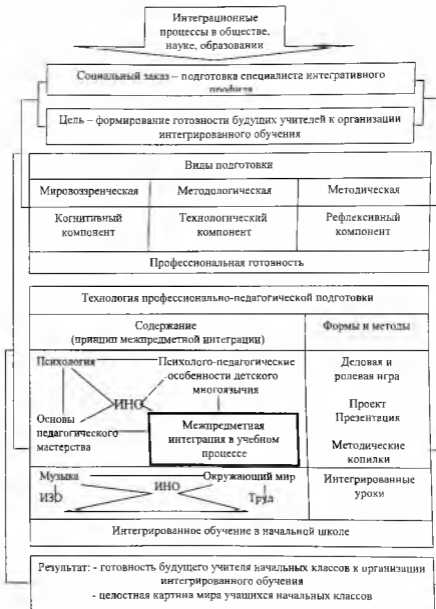 Интеграционные
процессы в обществе,
науке, образовании
Социальный заказ – подготовка специалиста интегративного
профиля
Цель – формирование готовности будущих учителей к организации
интегрированного обучения
Виды подготовки
Мировоззренческая Методологическая Методическая
Когнитивный Технологический Рефлексивный
компонент компонент компонент
Профессиональная готовность
Технология профессионально-педагогической подготовки
Содержание Формы и методы
(принцип межпредметной интеграции)
Психология Психолого-педагогические
особенности детского
многоязычия
ИНО
Основы
педагогического
мастерства
Межпредметная
интеграция в учебном
процессе
Деловая и
ролевая игра
Проект
Презентация
Методические
копилки
Музыка Окружающий мир
ИНО
ИЗО Труд
Интегрированные
уроки
Интегрированное обучение в начальной школе
Результат: - готовность будущего учителя начальных классов к организации
интегрированного обучения
- целостная картина мира учащихся начальных классов